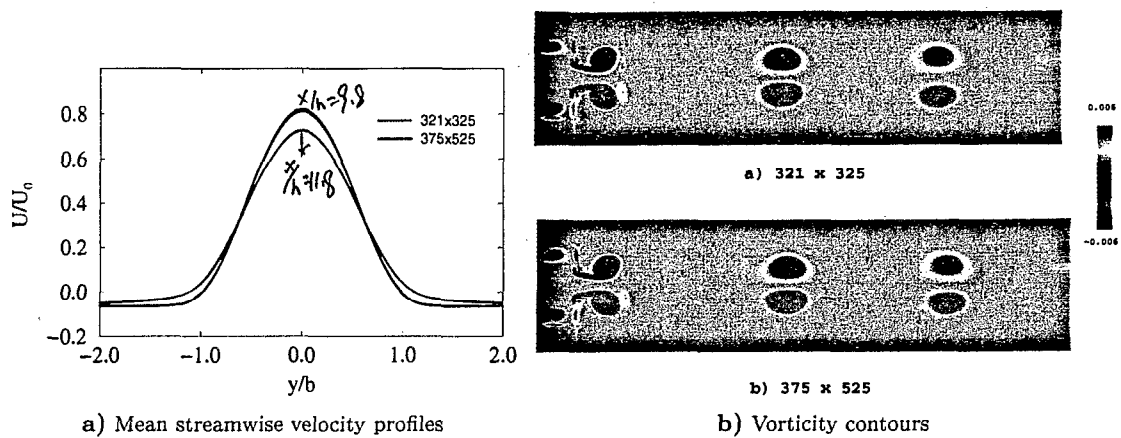 0.8
0.6
0.4
0.2
0.0
−0.2
U/U0
−2.0 −1.0 0.0 1.0 2.0
y/b
x/h=9.8
x/h=11.8
321x325
375x525
a) Mean streamwise velocity profiles
a) 321 x 325
b) 375 x 525
0.006
−0.006
b) Vorticity contours